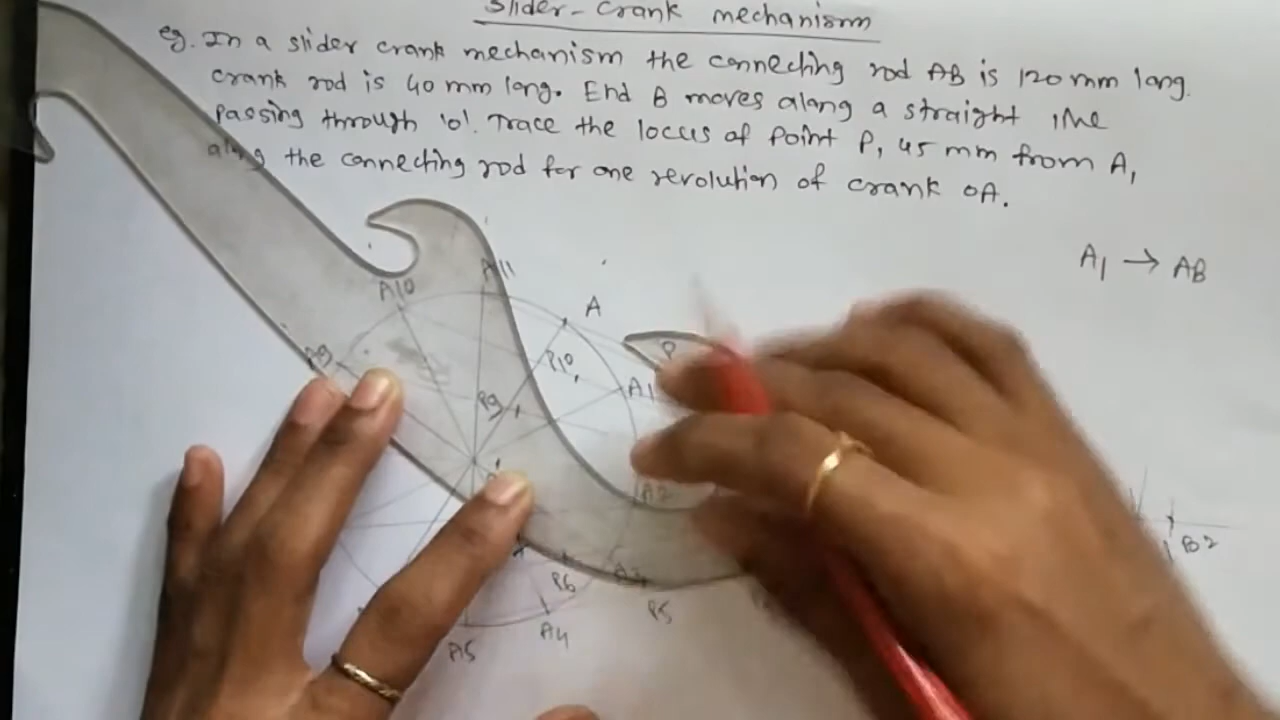 Slider-Crank mechanism
eg. In a slider crank mechanism the connecting rod AB is 120 mm long.
crank rod is 40 mm long. End B moves along a straight line
passing through 'o'. Trace the locus of point P, 45 mm from A,
along the connecting rod for one revolution of crank OA.
A1 → AB
A11
A10
A
A9
P
P10
A1
P9
A2
B2
P6
A3
P5
A4
A5